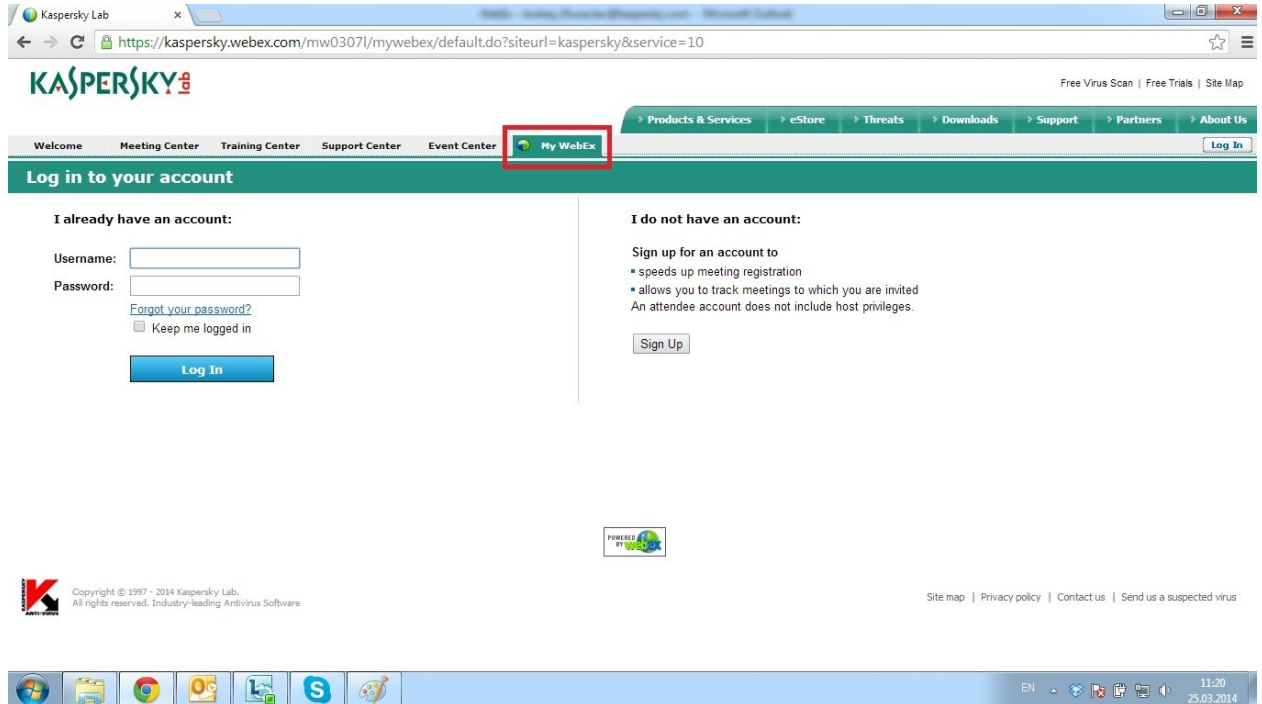 Kaspersky Lab
https://kaspersky.webex.com/mw0307l/mywebex/default.do?siteurl=kaspersky&service=10
KASPERSKY lab
Free Virus Scan | Free Trials | Site Map
Products & Services eStore Threats Downloads Support Partners About Us
Welcome Meeting Center Training Center Support Center Event Center My WebEx Log In
Log in to your account
I already have an account:
Username:
Password:
Forgot your password?
Keep me logged in
Log In
I do not have an account:
Sign up for an account to
speeds up meeting registration
allows you to track meetings to which you are invited
An attendee account does not include host privileges.
Sign Up
POWERED
BY webex
KASPERSKY
ANTI-VIRUS
Copyright © 1997 - 2014 Kaspersky Lab.
All rights reserved. Industry-leading Antivirus Software
Site map | Privacy policy | Contact us | Send us a suspected virus
EN
11:20
25.03.2014